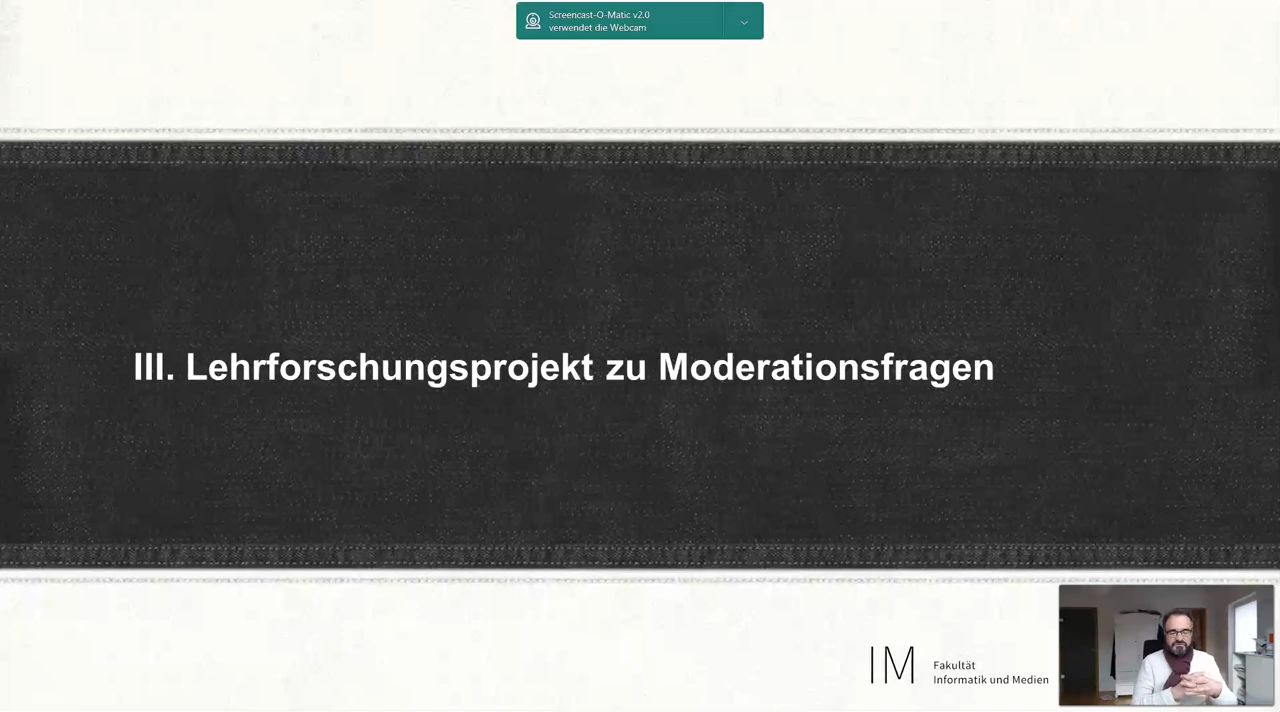 Screencast-O-Matic v2.0
verwendet die Webcam
III. Lehrforschungsprojekt zu Moderationsfragen
IM
Fakultät
Informatik und Medien